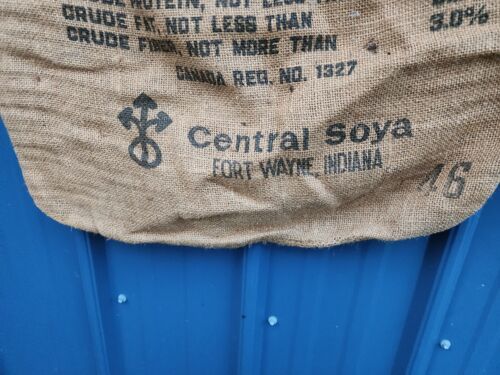 CRUDE FAT, NOT LESS THAN 3.0%
CRUDE FIBER, NOT MORE THAN
CANADA REG. NO. 1327
Central Soya
FORT WAYNE, INDIANA
46